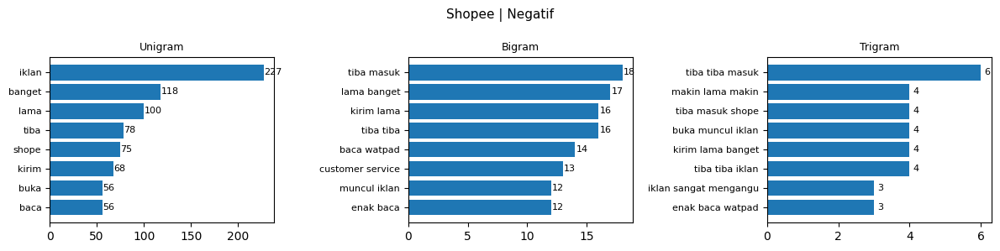 Shopee | Negatif
Unigram
iklan 227
banget 118
lama 100
tiba 78
shope 75
kirim 68
buka 56
baca 56
0 50 100 150 200
Bigram
tiba masuk 18
lama banget 17
kirim lama 16
tiba tiba 16
baca watpad 14
customer service 13
muncul iklan 12
enak baca 12
0 5 10 15
Trigram
tiba tiba masuk 6
makin lama makin 4
tiba masuk shope 4
buka muncul iklan 4
kirim lama banget 4
tiba tiba iklan 4
iklan sangat mengangu 3
enak baca watpad 3
0 2 4 6